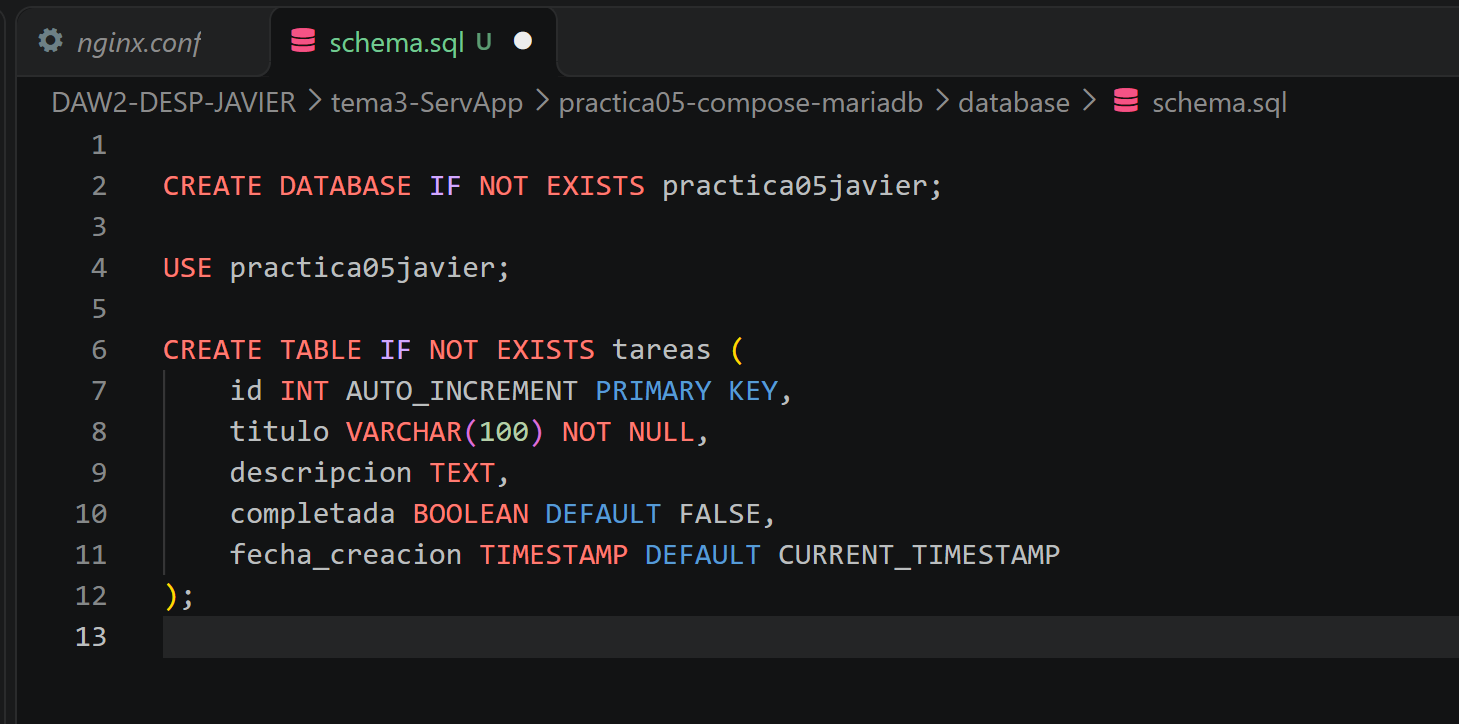 nginx.conf schema.sql U
DAW2-DESP-JAVIER > tema3-ServApp > practica05-compose-mariadb > database > schema.sql
1
2 CREATE DATABASE IF NOT EXISTS practica05javier;
3
4 USE practica05javier;
5
6 CREATE TABLE IF NOT EXISTS tareas (
7 id INT AUTO_INCREMENT PRIMARY KEY,
8 titulo VARCHAR(100) NOT NULL,
9 descripcion TEXT,
10 completada BOOLEAN DEFAULT FALSE,
11 fecha_creacion TIMESTAMP DEFAULT CURRENT_TIMESTAMP
12 );
13